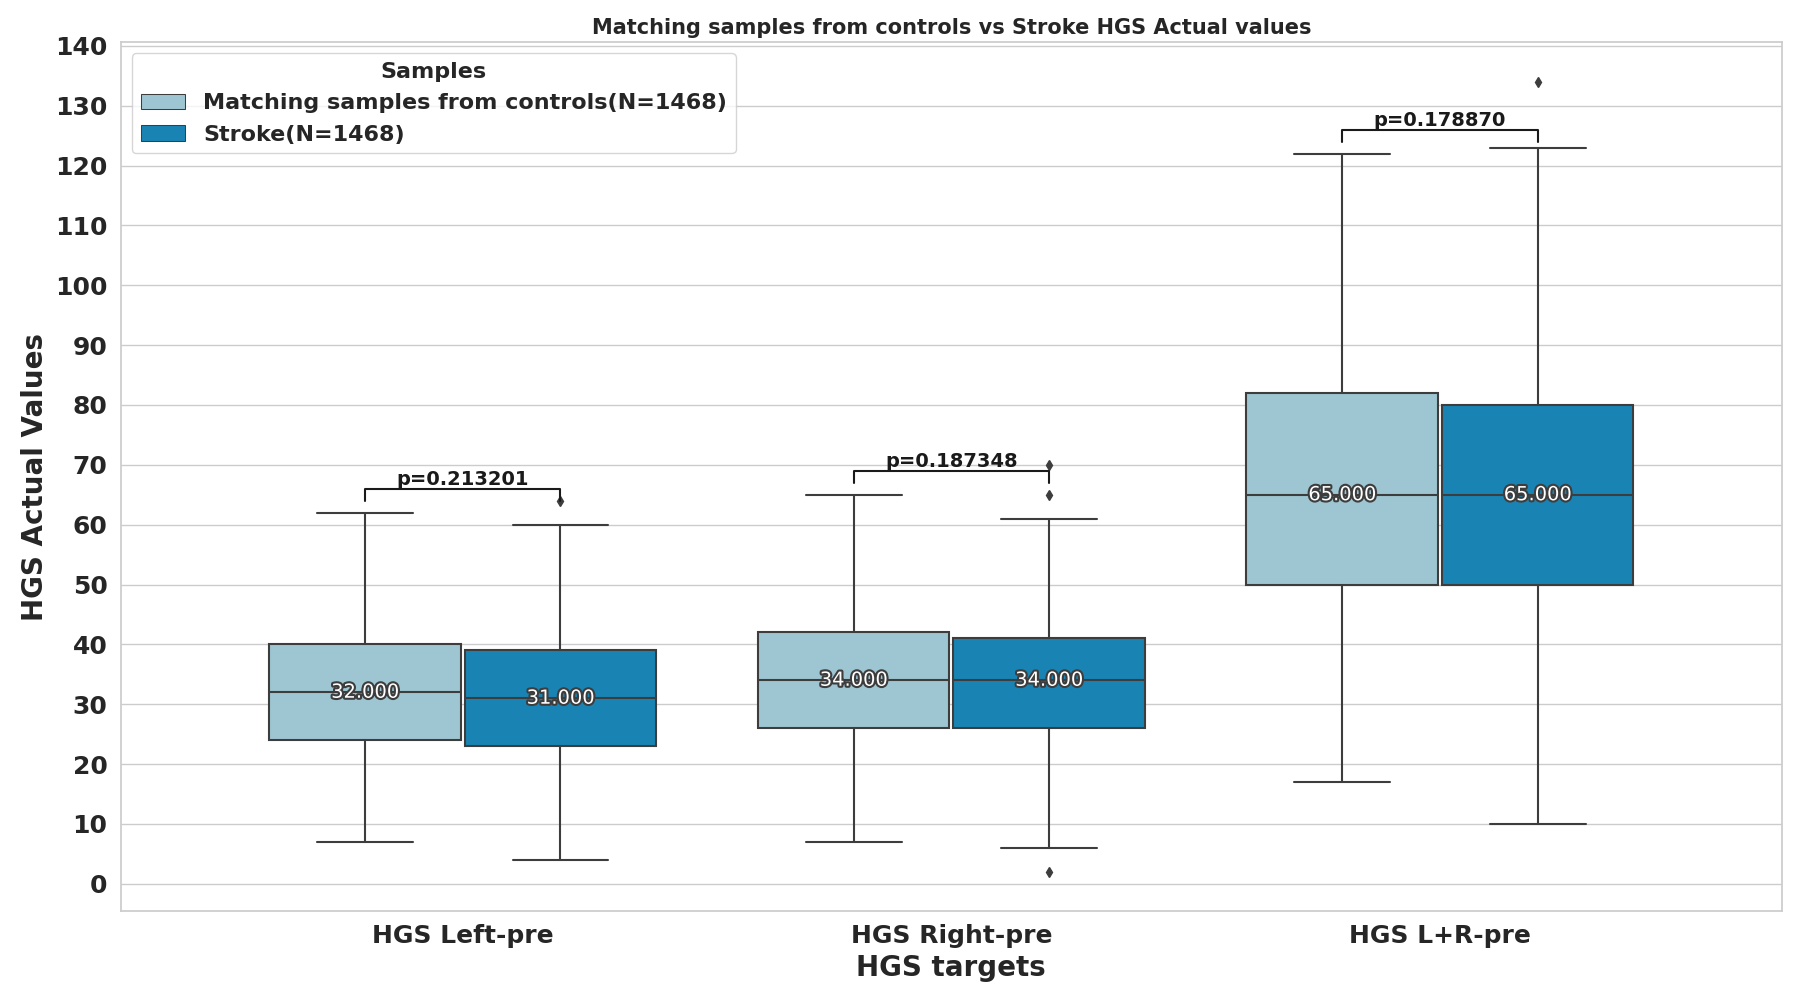 Matching samples from controls vs Stroke HGS Actual values
Samples
Matching samples from controls(N=1468)
Stroke(N=1468)
HGS Actual Values
140
130
120
110
100
90
80
70
60
50
40
30
20
10
0
p=0.213201
p=0.187348
p=0.178870
32.000
31.000
34.000
34.000
65.000
65.000
HGS Left-pre
HGS Right-pre
HGS L+R-pre
HGS targets